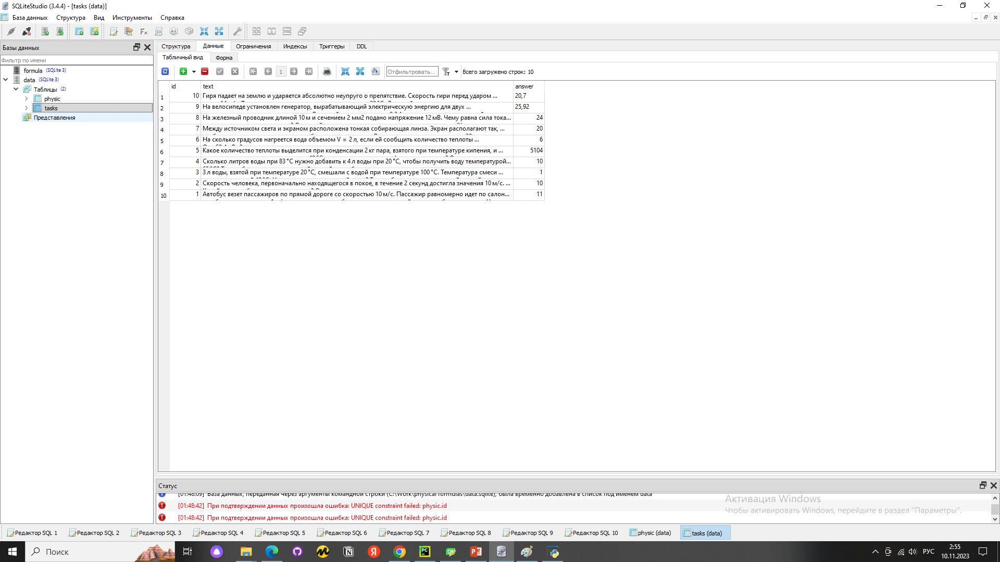 SQLiteStudio (3.4.4) - [tasks (data)]
База данных Структура Вид Инструменты Справка
Базы данных
Фильтр по имени
formula (SQLite 3)
data (SQLite 3)
Таблицы (2)
physic
tasks
Представления
Структура Данные Ограничения Индексы Триггеры DDL
Табличный вид Форма
1 Отфильтровать... Всего загружено строк: 10
id text answer
1 10 Гиря падает на землю и ударяется абсолютно неупруго о препятствие. Скорость гири перед ударом ... 20,7
2 9 На велосипеде установлен генератор, вырабатывающий электрическую энергию для двух ... 25,92
3 8 На железный проводник длиной 10 м и сечением 2 мм2 подано напряжение 12 мВ. Чему равна сила тока... 24
4 7 Между источником света и экраном расположена тонкая собирающая линза. Экран располагают так, ... 20
5 6 На сколько градусов нагреется вода объемом V = 2 л, если ей сообщить количество теплоты ... 6
6 5 Какое количество теплоты выделится при конденсации 2 кг пара, взятого при температуре кипения, и ... 5104
7 4 Сколько литров воды при 83 °С нужно добавить к 4 л воды при 20 °С, чтобы получить воду температурой... 10
8 3 3 л воды, взятой при температуре 20 °С, смешали с водой при температуре 100 °С. Температура смеси ... 1
9 2 Скорость человека, первоначально находящегося в покое, в течение 2 секунд достигла значения 10 м/с. ... 10
10 1 Автобус везет пассажиров по прямой дороге со скоростью 10 м/с. Пассажир равномерно идет по салон... 11
Статус
[01:48:09] База данных, переданная через аргументы командной строки (C:\Work\physical formulas\data.sqlite), была временно добавлена в список под именем data
[01:48:42] При подтверждении данных произошла ошибка: UNIQUE constraint failed: physic.id
[01:48:42] При подтверждении данных произошла ошибка: UNIQUE constraint failed: physic.id
Активация Windows
Чтобы активировать Windows, перейдите в раздел "Параметры".
Редактор SQL 1 Редактор SQL 2 Редактор SQL 3 Редактор SQL 4 Редактор SQL 5 Редактор SQL 6 Редактор SQL 7 Редактор SQL 8 Редактор SQL 9 Редактор SQL 10 physic (data) tasks (data)
Поиск РУС 2:55
10.11.2023